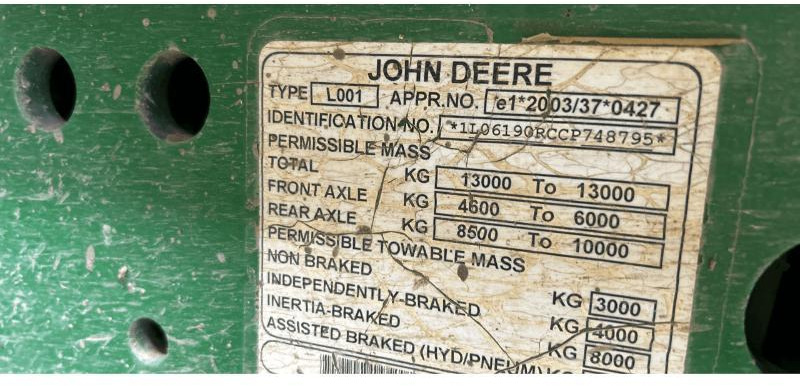 JOHN DEERE
TYPE L001 APPR.NO. e1*2003/37*0427
IDENTIFICATION NO. *1L06190RCCP748795*
PERMISSIBLE MASS
TOTAL KG 13000 To 13000
FRONT AXLE KG 4600 To 6000
REAR AXLE KG 8500 To 10000
PERMISSIBLE TOWABLE MASS
NON BRAKED KG 3000
INDEPENDENTLY-BRAKED KG 4000
INERTIA-BRAKED KG 8000
ASSISTED BRAKED (HYD/PNEUM) KG